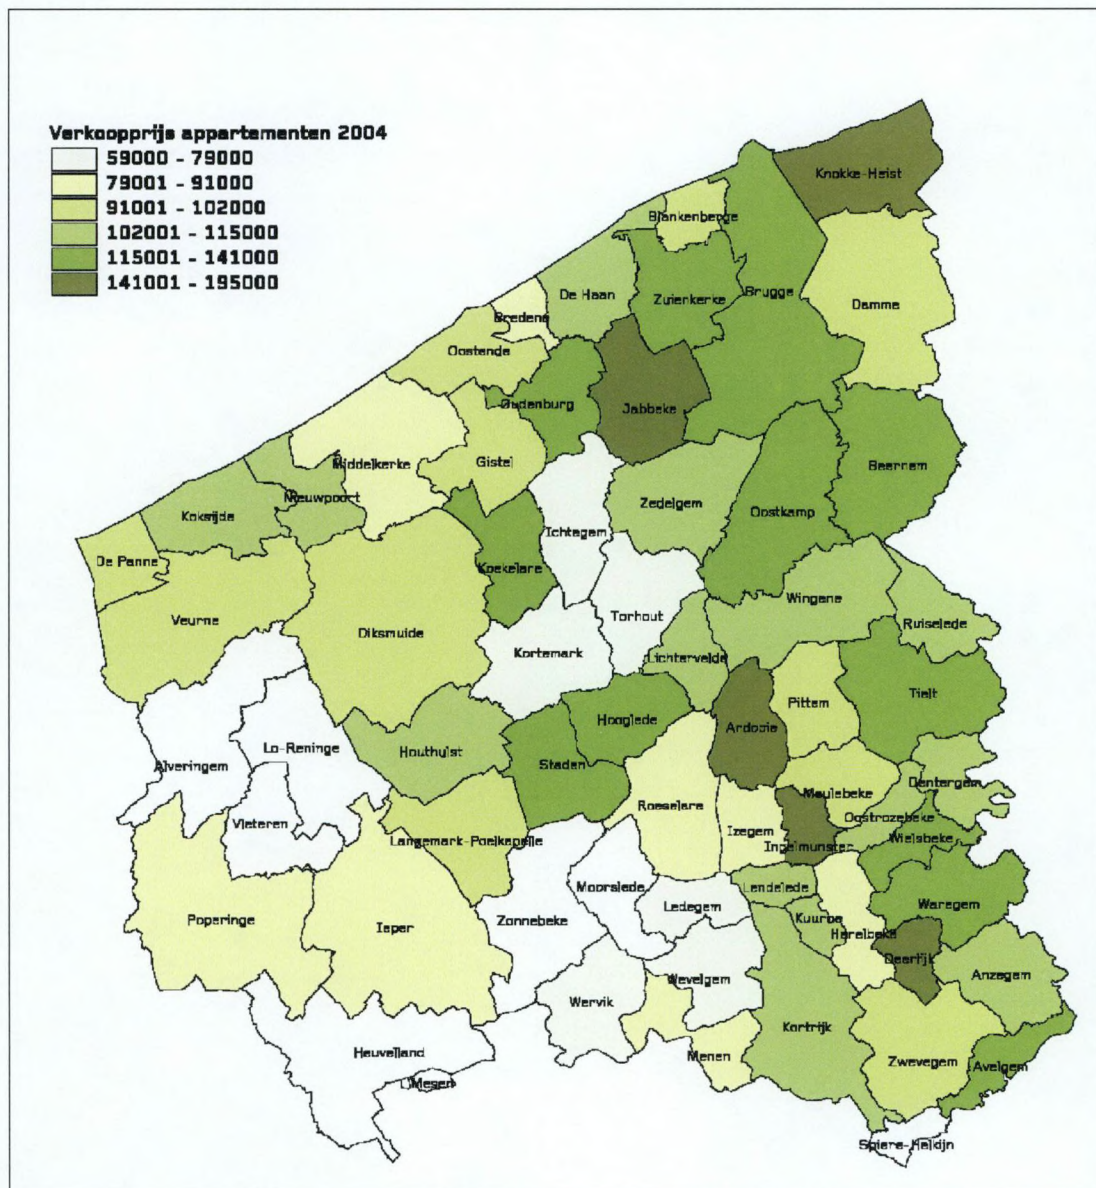 Verkoopprijs appartementen 2004
59000 - 79000
79001 - 91000
91001 - 102000
102001 - 115000
115001 - 141000
141001 - 195000
Knokke-Heist
Blankenberge
De Haan
Zuienkerke
Brugge
Damme
Bredene
Oostende
Oudenburg
Jabbeke
Middelkerke
Gistel
Beernem
Nieuwpoort
Koksijde
Zedelgem
Oostkamp
Ichtegem
De Panne
Koekelare
Veurne
Diksmuide
Torhout
Wingene
Ruiselede
Kortemark
Lichtervelde
Tielt
Pittem
Hooglede
Ardooie
Lo-Reninge
Houthulst
Alveringem
Staden
Dentergem
Meulebeke
Roeselare
Oostrozebeke
Vleteren
Izegem
Wielsbeke
Langemark-Poelkapelle
Ingelmunster
Moorslede
Lendelede
Waregem
Poperinge
Ieper
Zonnebeke
Ledegem
Kuurne
Harelbeke
Deerlijk
Anzegem
Wevelgem
Wervik
Kortrijk
Heuvelland
Menen
Zwevegem
Avelgem
Mesen
Spiere-Helkijn